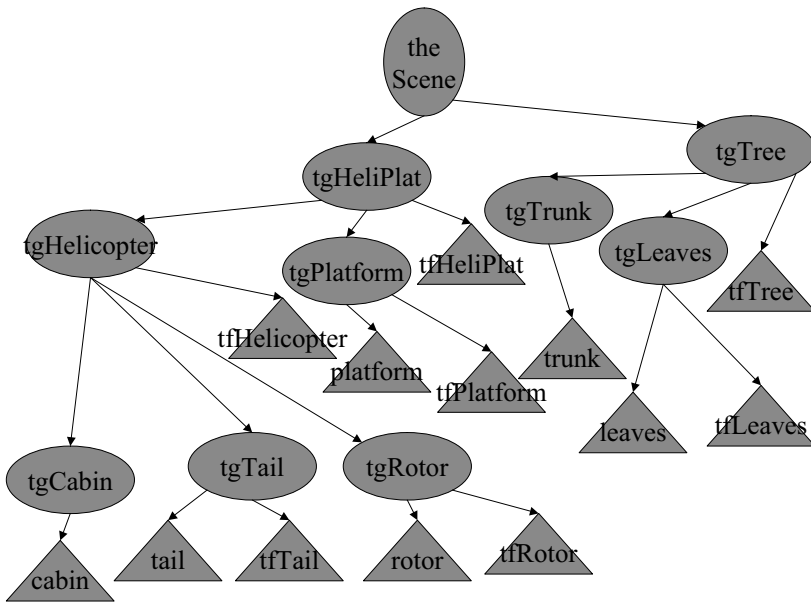 the
Scene
tgTree
tgHeliPlat
tgTrunk
tgHelicopter
tgPlatform
tfHeliPlat
tgLeaves
tfTree
tfHelicopter
platform
tfPlatform
trunk
leaves
tfLeaves
tgCabin
tgTail
tgRotor
cabin
tail
tfTail
rotor
tfRotor